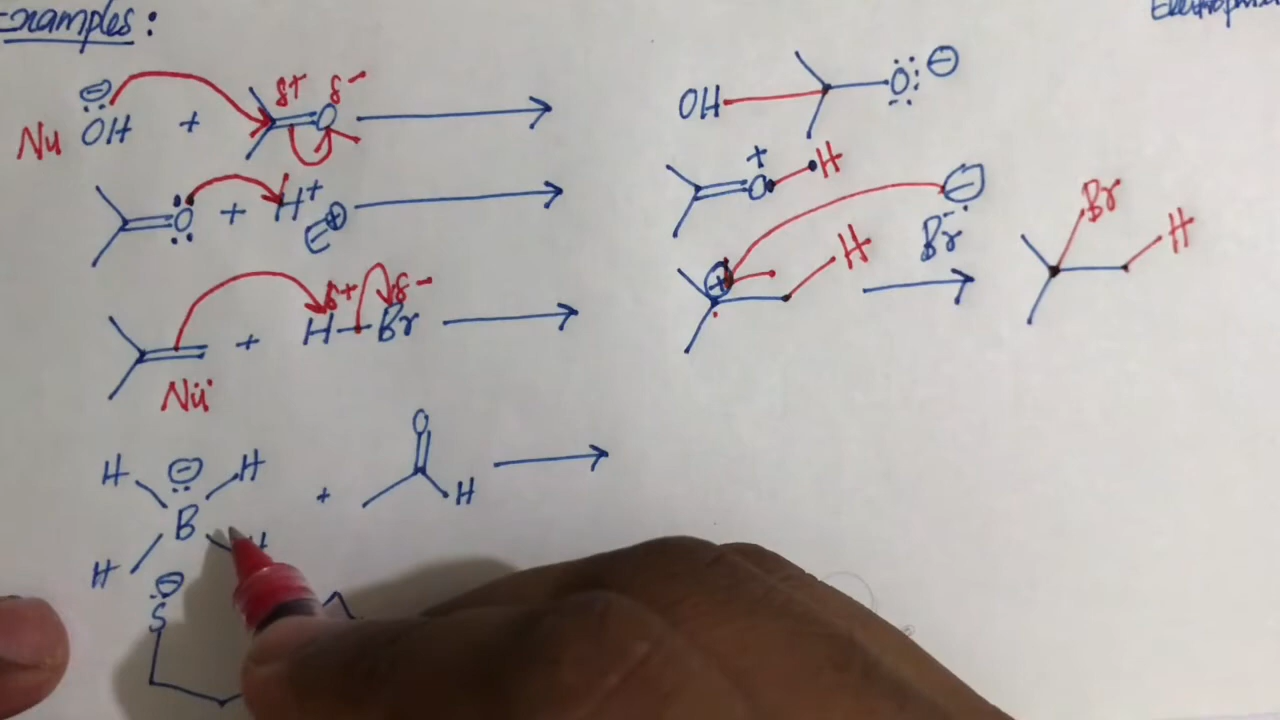 Examples:
Nu ⊖ OH + δ+ δ- O → OH O ⊖
O + H+ E⊕ → O+ H
Nu + δ+ δ- H-Br → ⊕ H Br- ⊖ → Br H
H H ⊖ B H H + O H →
⊖ S